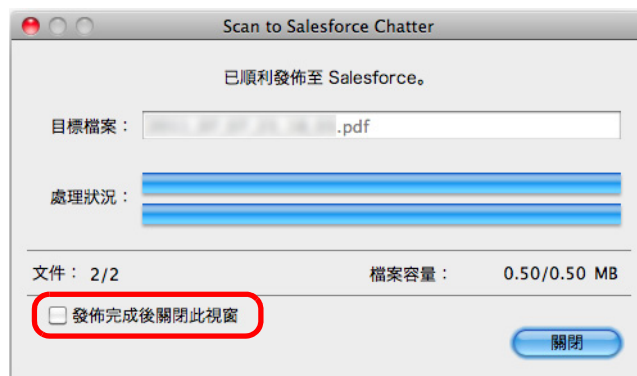 Scan to Salesforce Chatter
已順利發佈至 Salesforce。
目標檔案： .pdf
處理狀況：
文件： 2/2 檔案容量： 0.50/0.50 MB
發佈完成後關閉此視窗
關閉